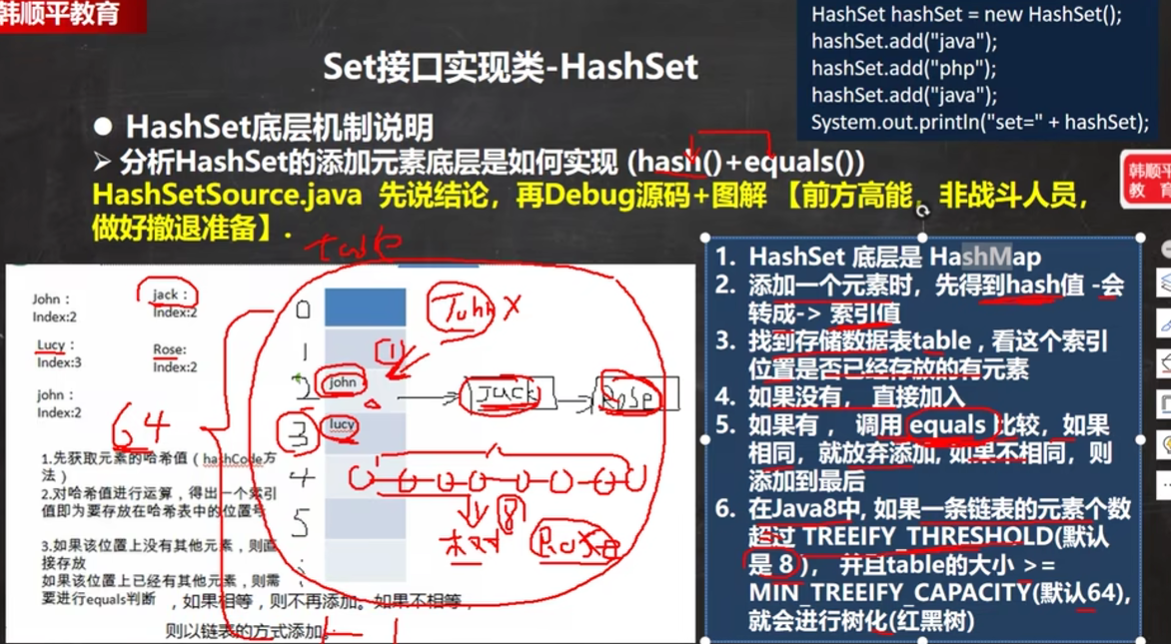 韩顺平教育
HashSet hashSet = new HashSet();
hashSet.add("java");
hashSet.add("php");
hashSet.add("java");
System.out.println("set=" + hashSet);
Set接口实现类-HashSet
● HashSet底层机制说明
➢ 分析HashSet的添加元素底层是如何实现 (hash()+equals())
HashSetSource.java 先说结论，再Debug源码+图解 【前方高能，非战斗人员，
做好撤退准备】.
韩顺平
教 育
table
John：
Index:2
jack：
Index:2
Lucy：
Index:3
Rose：
Index:2
john：
Index:2
64
1.先获取元素的哈希值（hashCode方
法）
2.对哈希值进行运算，得出一个索引
值即为要存放在哈希表中的位置号
3.如果该位置上没有其他元素，则直
接存放
如果该位置上已经有其他元素，则需
要进行equals判断 ，如果相等，则不再添加。如果不相等，
则以链表的方式添加
0
1
2
3
4
5
john
lucy
John X
(1)
Jack
Rose
8
树
Rose
1. HashSet 底层是 HashMap
2. 添加一个元素时，先得到hash值 -会
转成-> 索引值
3. 找到存储数据表table，看这个索引
位置是否已经存放的有元素
4. 如果没有， 直接加入
5. 如果有 ， 调用 equals 比较，如果
相同，就放弃添加, 如果不相同，则
添加到最后
6. 在Java8中, 如果一条链表的元素个数
超过 TREEIFY_THRESHOLD(默认
是 8 )， 并且table的大小 >=
MIN_TREEIFY_CAPACITY(默认64),
就会进行树化(红黑树)